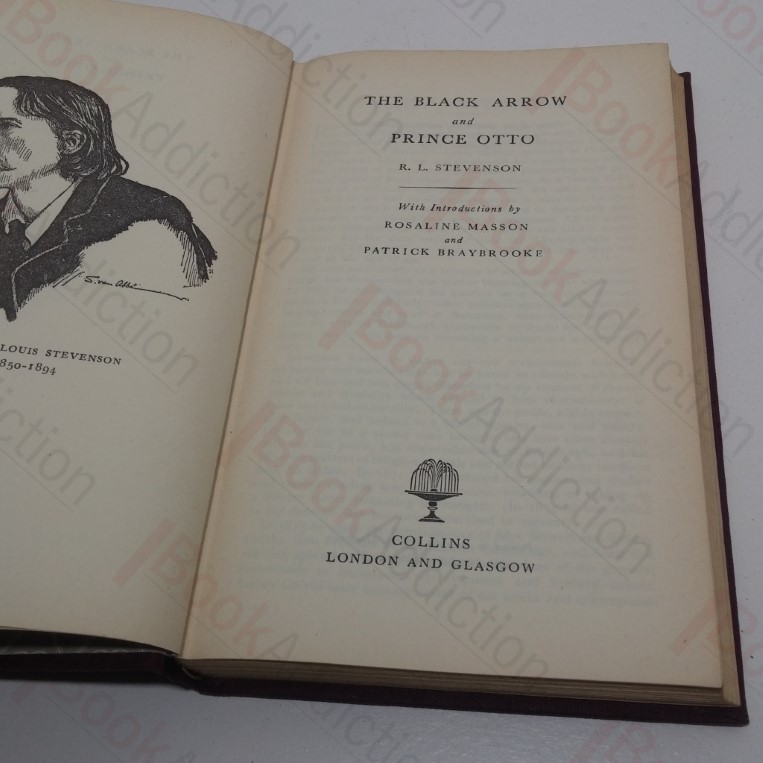 LOUIS STEVENSON
850-1894
THE BLACK ARROW
and
PRINCE OTTO
R. L. STEVENSON
With Introductions by
ROSALINE MASSON
and
PATRICK BRAYBROOKE
COLLINS
LONDON AND GLASGOW
BookAddiction